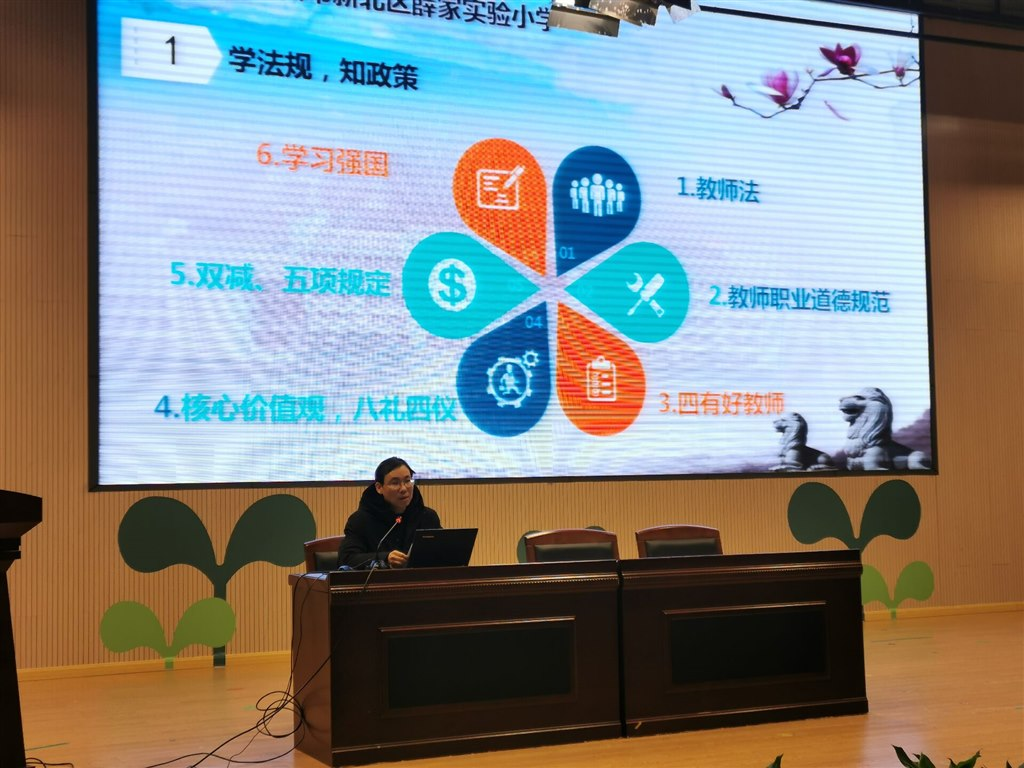 新北区薛家实验小学
1
学法规，知政策
6.学习强国
1.教师法
01
5.双减、五项规定
2.教师职业道德规范
04
4.核心价值观，八礼四仪
3.四有好教师